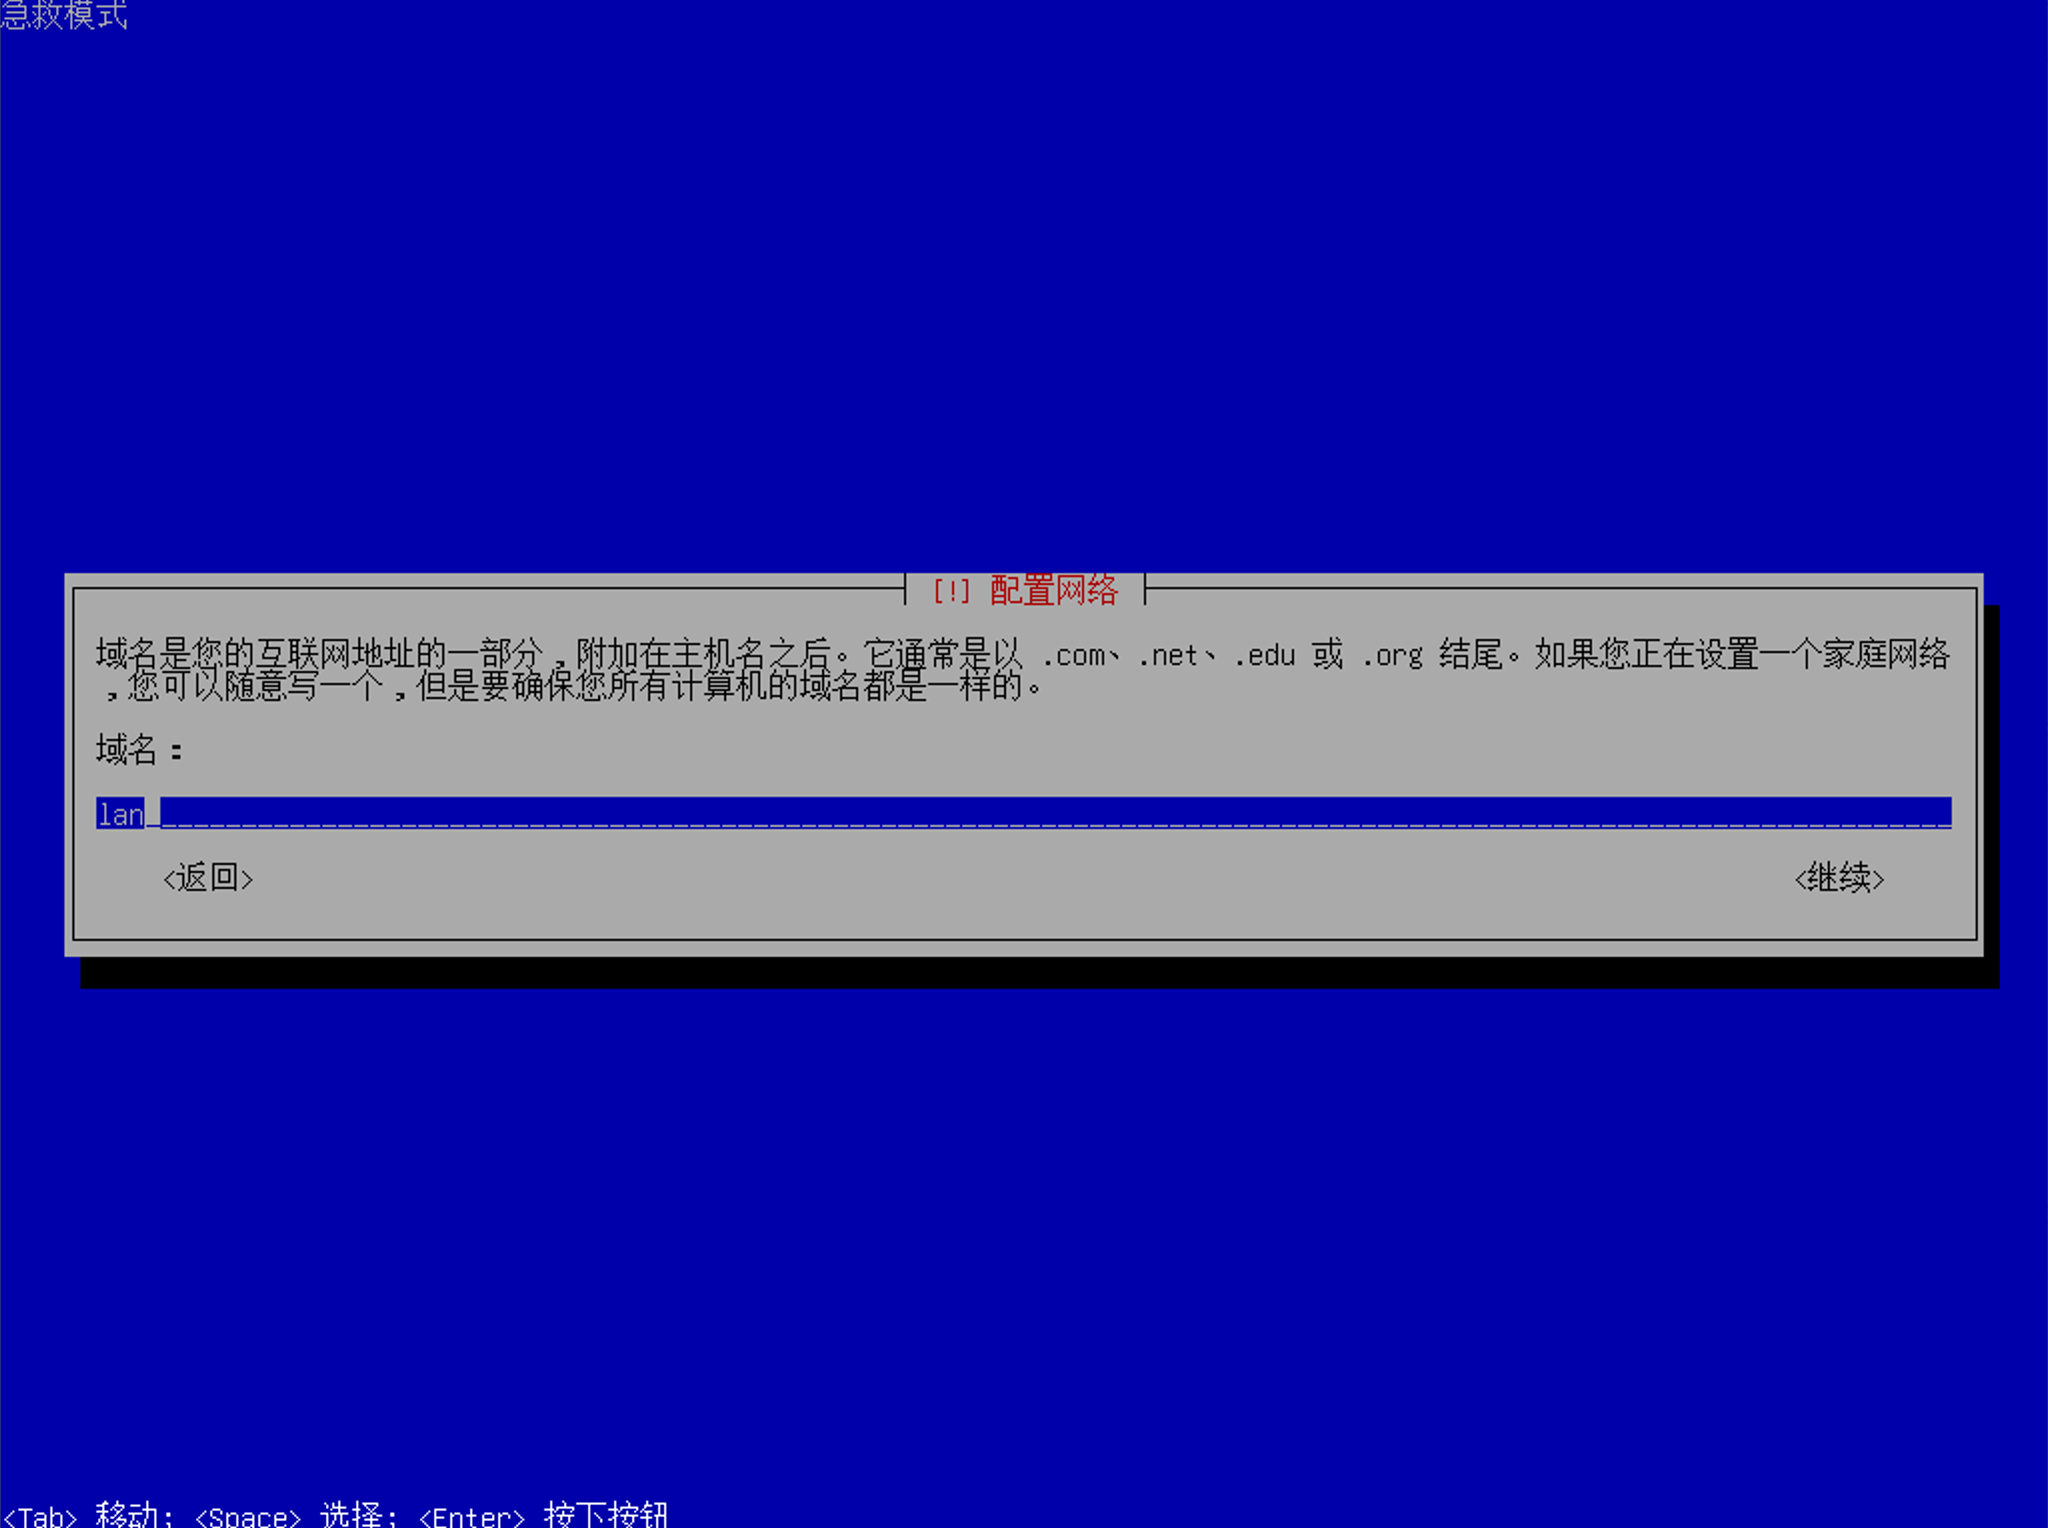 急救模式
[!] 配置网络
域名是您的互联网地址的一部分，附加在主机名之后。它通常是以 .com、.net、.edu 或 .org 结尾。如果您正在设置一个家庭网络
，您可以随意写一个，但是要确保您所有计算机的域名都是一样的。
域名：
lan
<返回> <继续>
<Tab> 移动; <Space> 选择; <Enter> 按下按钮